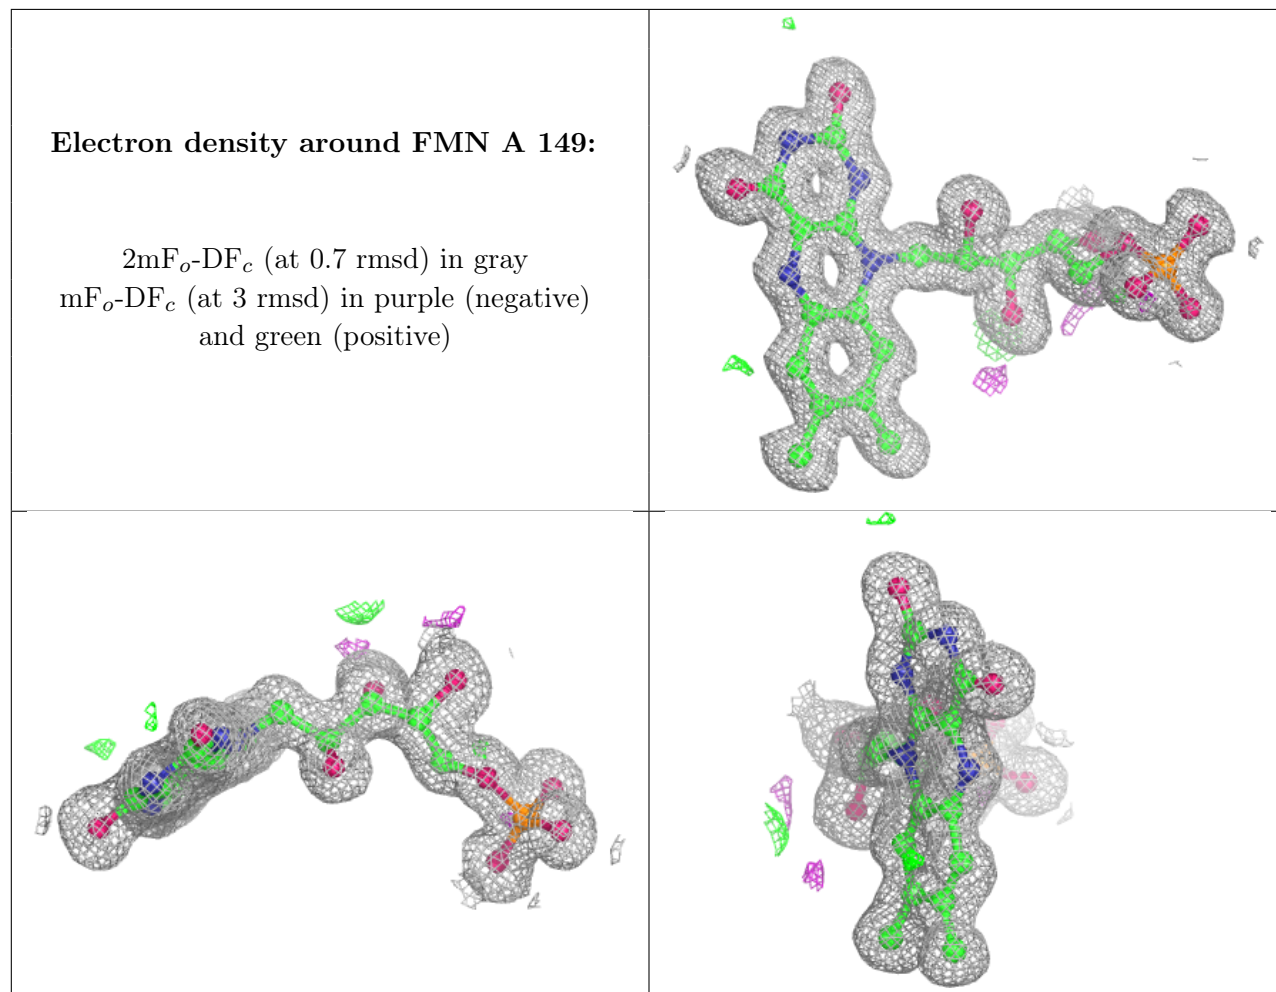 Electron density around FMN A 149:
2mFo-DFc (at 0.7 rmsd) in gray
mFo-DFc (at 3 rmsd) in purple (negative)
and green (positive)